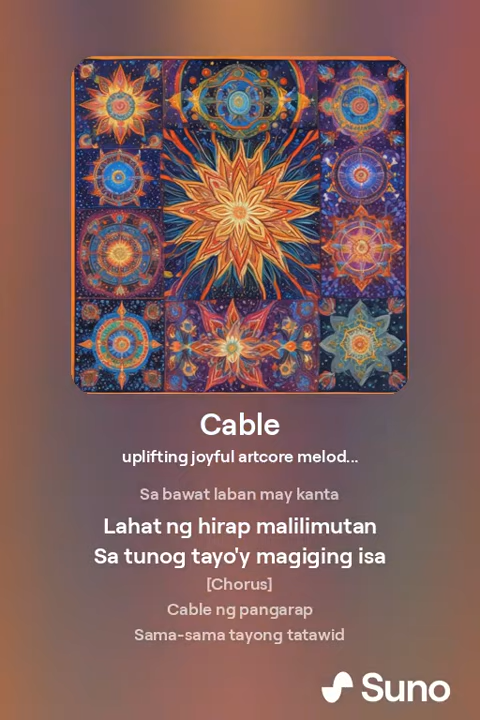 Cable
uplifting joyful artcore melod...
Sa bawat laban may kanta
Lahat ng hirap malilimutan
Sa tunog tayo'y magiging isa
[Chorus]
Cable ng pangarap
Sama-sama tayong tatawid
Suno